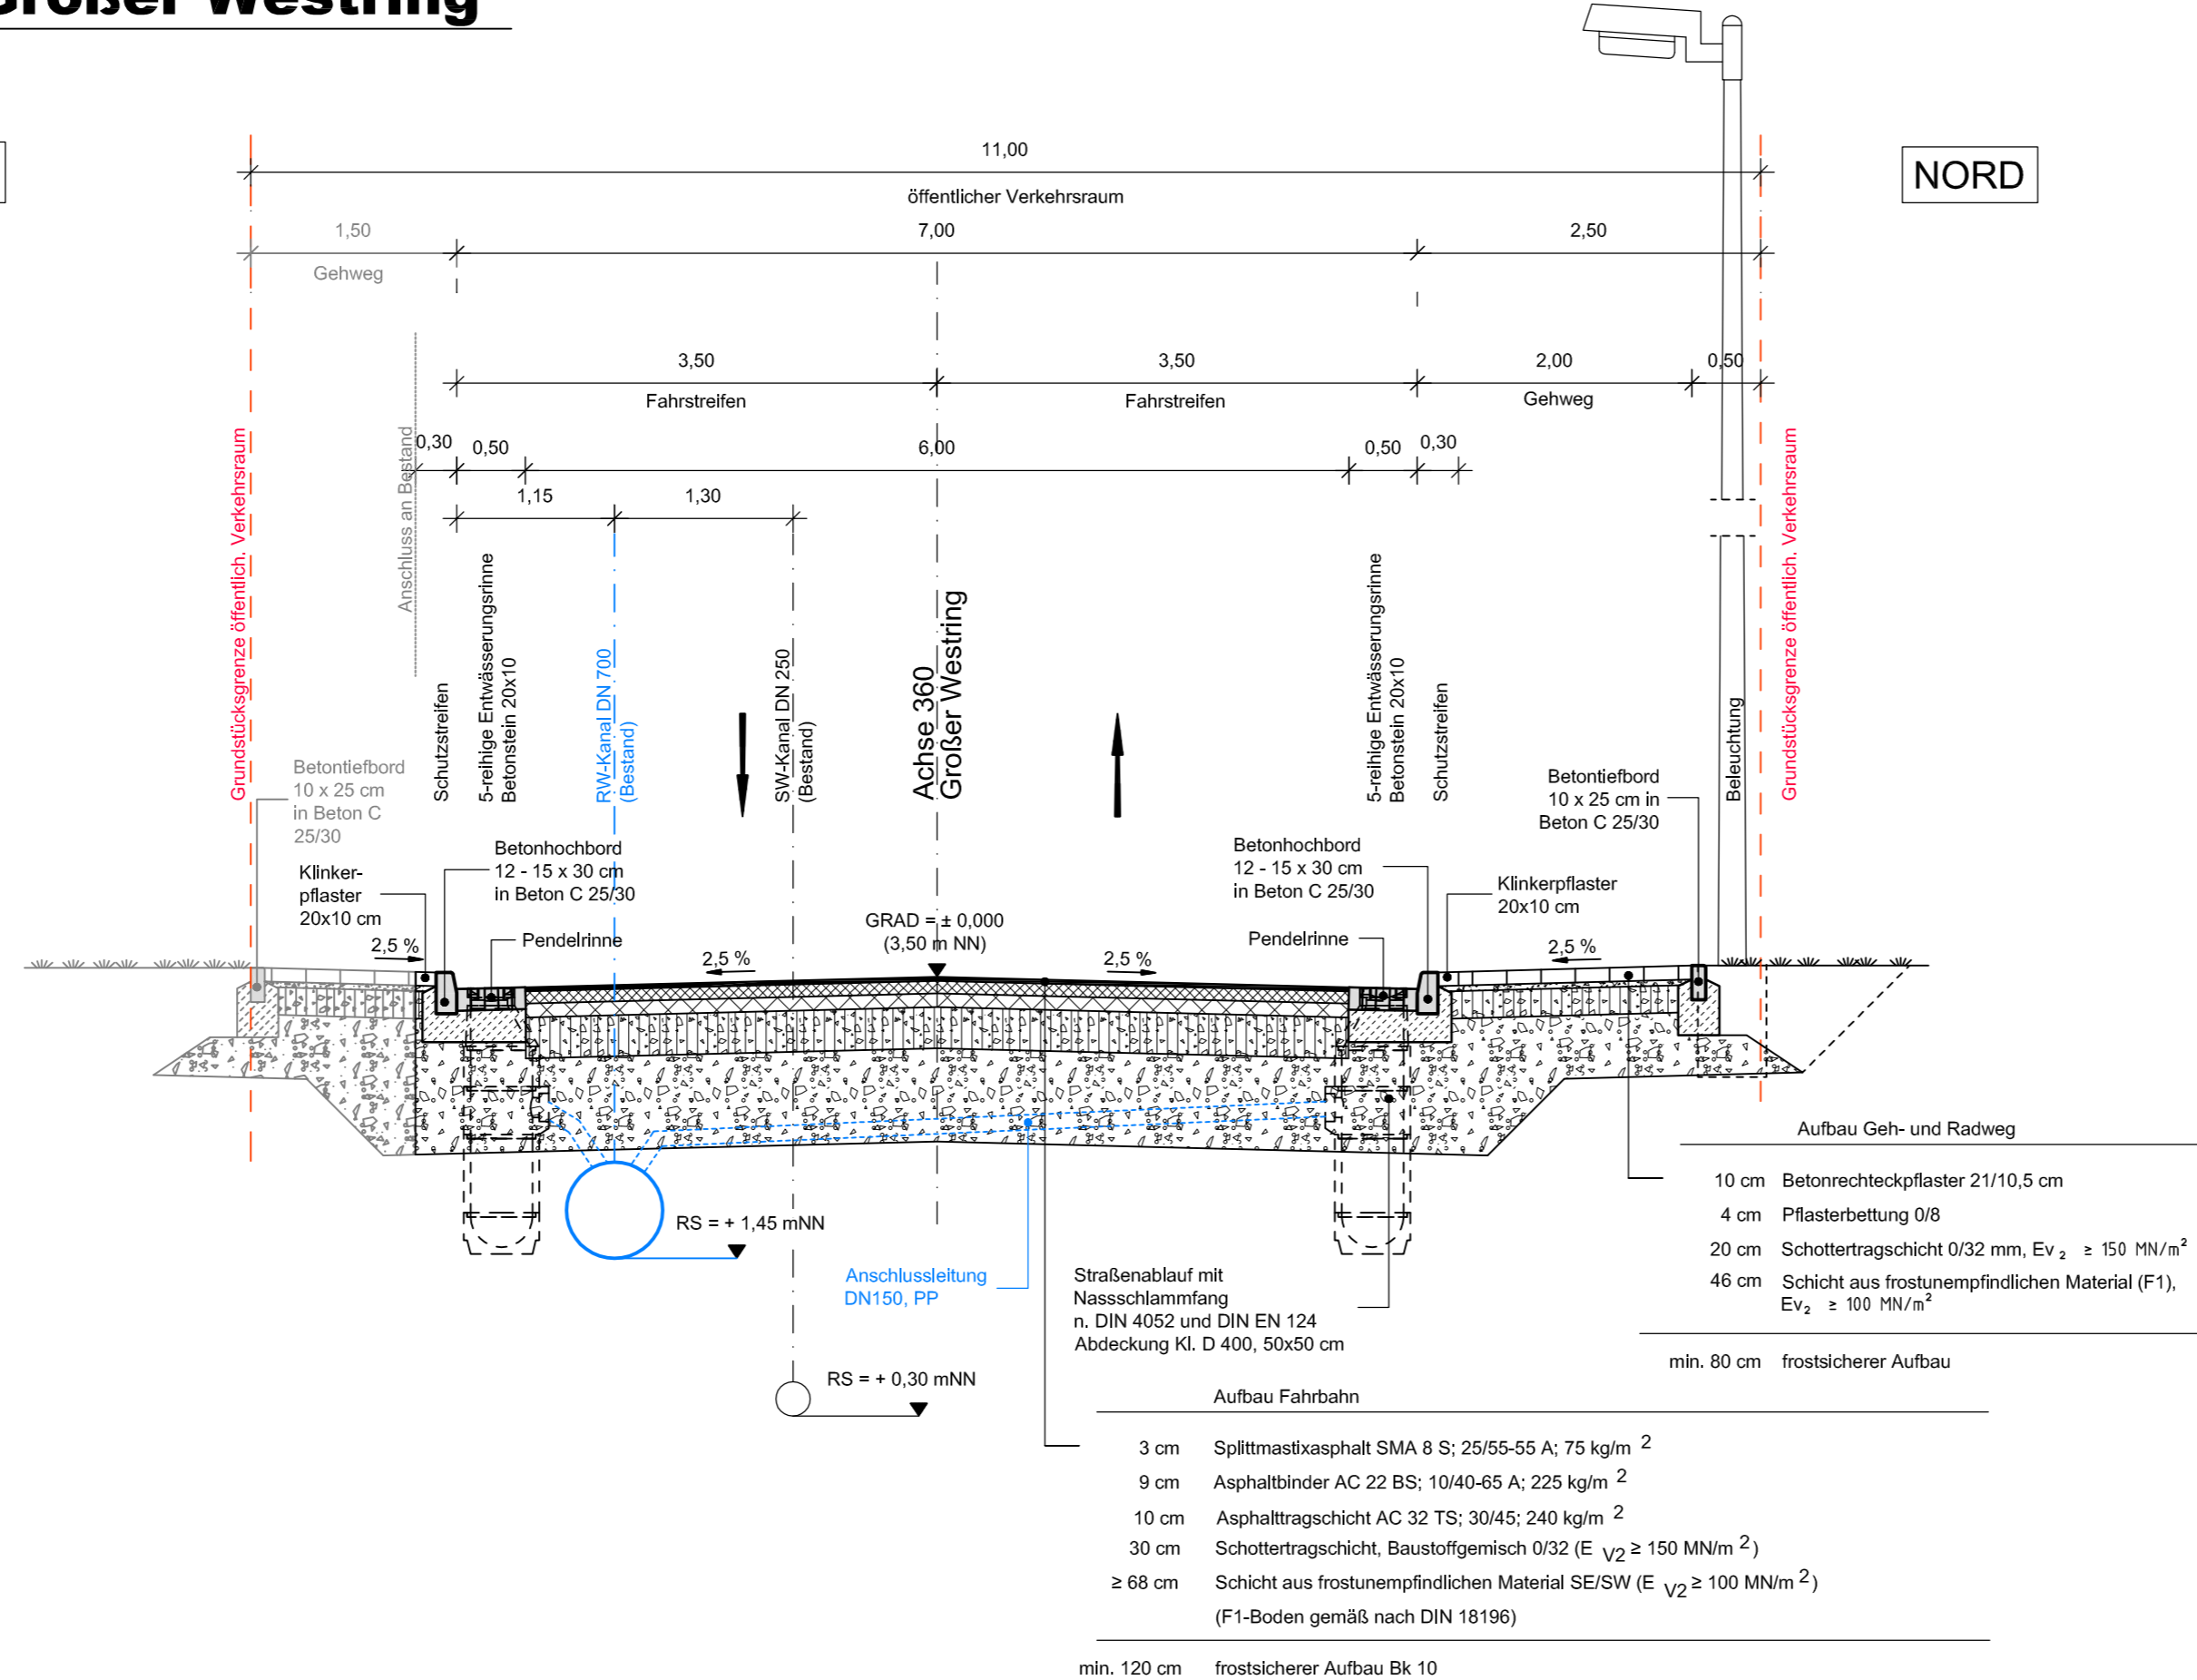 Großer Westring
NORD
11,00
öffentlicher Verkehrsraum
1,50
7,00
2,50
Gehweg
3,50
3,50
2,00
0,50
Fahrstreifen
Fahrstreifen
Gehweg
0,30
0,50
6,00
0,50
0,30
1,15
1,30
Grundstücksgrenze öffentlich. Verkehrsraum
Anschluss an Bestand
Schutzstreifen
5-reihige Entwässerungsrinne
Betonstein 20x10
RW-Kanal DN 700
(Bestand)
SW-Kanal DN 250
(Bestand)
Achse 360
Großer Westring
5-reihige Entwässerungsrinne
Betonstein 20x10
Schutzstreifen
Beleuchtung
Grundstücksgrenze öffentlich. Verkehrsraum
Betontiefbord
10 x 25 cm
in Beton C
25/30
Klinker-
pflaster
20x10 cm
2,5 %
Betonhochbord
12 - 15 x 30 cm
in Beton C 25/30
Pendelrinne
2,5 %
GRAD = ± 0,000
(3,50 m NN)
2,5 %
Betonhochbord
12 - 15 x 30 cm
in Beton C 25/30
Pendelrinne
Klinkerpflaster
20x10 cm
2,5 %
Betontiefbord
10 x 25 cm in
Beton C 25/30
RS = + 1,45 mNN
Anschlussleitung
DN150, PP
RS = + 0,30 mNN
Straßenablauf mit
Nassschlammfang
n. DIN 4052 und DIN EN 124
Abdeckung Kl. D 400, 50x50 cm
Aufbau Geh- und Radweg
10 cm Betonrechteckpflaster 21/10,5 cm
4 cm Pflasterbettung 0/8
20 cm Schottertragschicht 0/32 mm, Ev₂ ≥ 150 MN/m²
46 cm Schicht aus frostunempfindlichen Material (F1),
Ev₂ ≥ 100 MN/m²
min. 80 cm frostsicherer Aufbau
Aufbau Fahrbahn
3 cm Splittmastixasphalt SMA 8 S; 25/55-55 A; 75 kg/m 2
9 cm Asphaltbinder AC 22 BS; 10/40-65 A; 225 kg/m 2
10 cm Asphalttragschicht AC 32 TS; 30/45; 240 kg/m 2
30 cm Schottertragschicht, Baustoffgemisch 0/32 (E V2 ≥ 150 MN/m 2)
≥ 68 cm Schicht aus frostunempfindlichen Material SE/SW (E V2 ≥ 100 MN/m 2)
(F1-Boden gemäß nach DIN 18196)
min. 120 cm frostsicherer Aufbau Bk 10